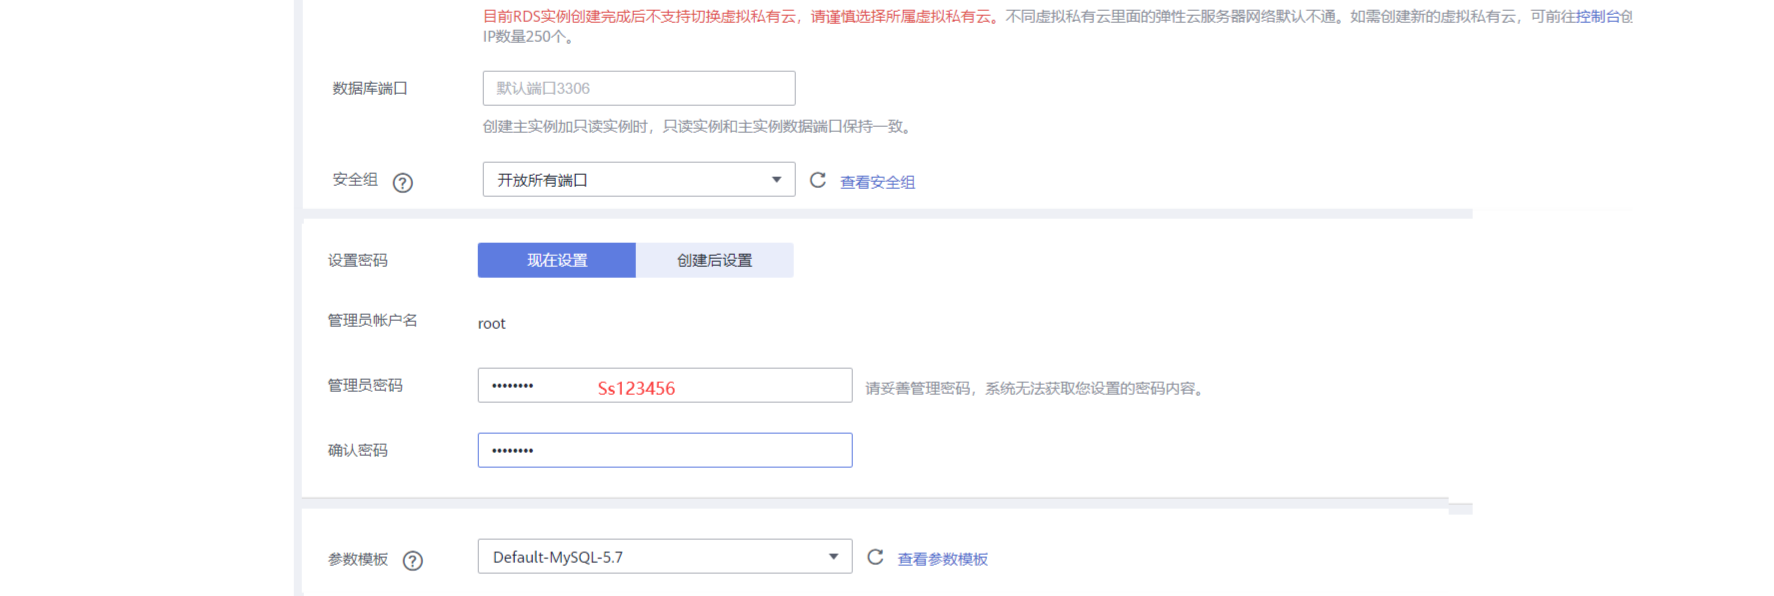 目前RDS实例创建完成后不支持切换虚拟私有云，请谨慎选择所属虚拟私有云。不同虚拟私有云里面的弹性云服务器网络默认不通。如需创建新的虚拟私有云，可前往控制台创
IP数量250个。
数据库端口 默认端口3306
创建主实例加只读实例时，只读实例和主实例数据端口保持一致。
安全组 ? 开放所有端口 查看安全组
设置密码 现在设置 创建后设置
管理员帐户名 root
管理员密码 •••••••• Ss123456 请妥善管理密码，系统无法获取您设置的密码内容。
确认密码 ••••••••
参数模板 ? Default-MySQL-5.7 查看参数模板